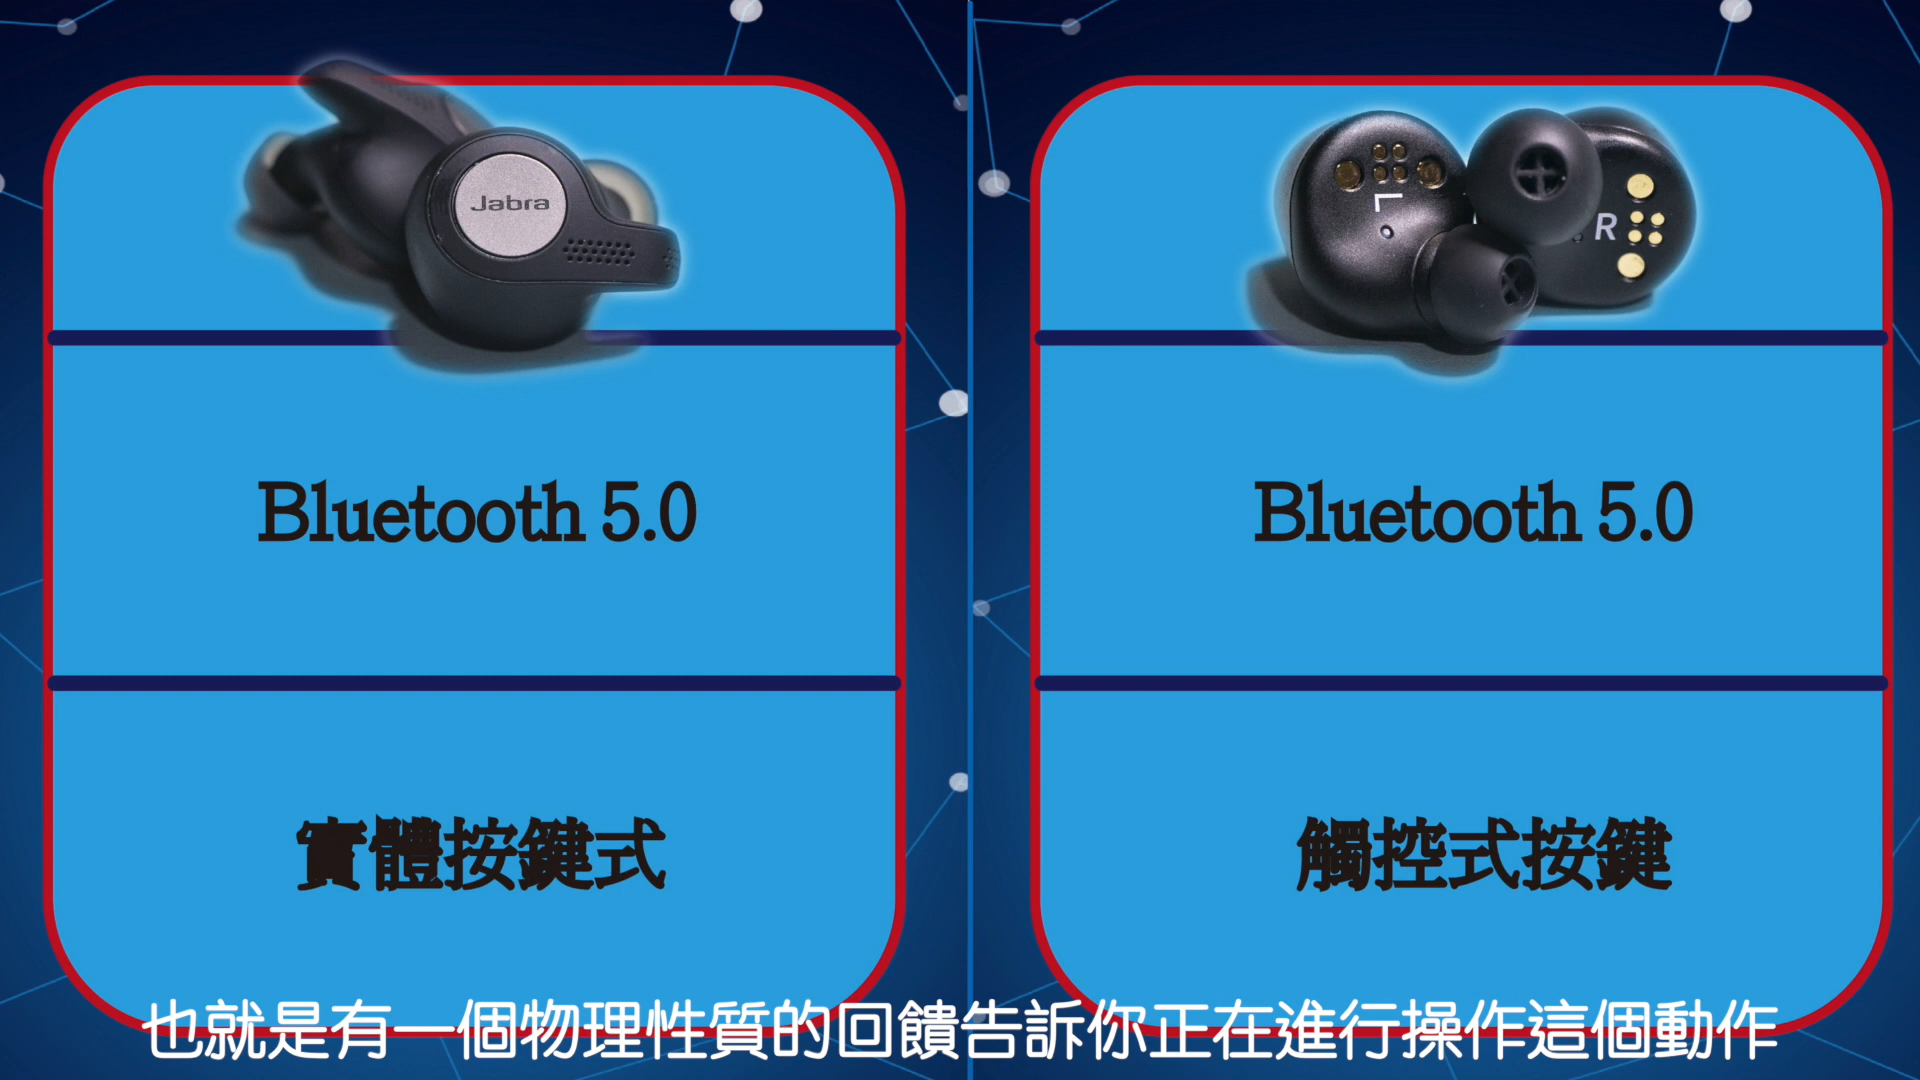 Jabra
L
R
Bluetooth 5.0
Bluetooth 5.0
實體按鍵式
觸控式按鍵
也就是有一個物理性質的回饋告訴你正在進行操作這個動作